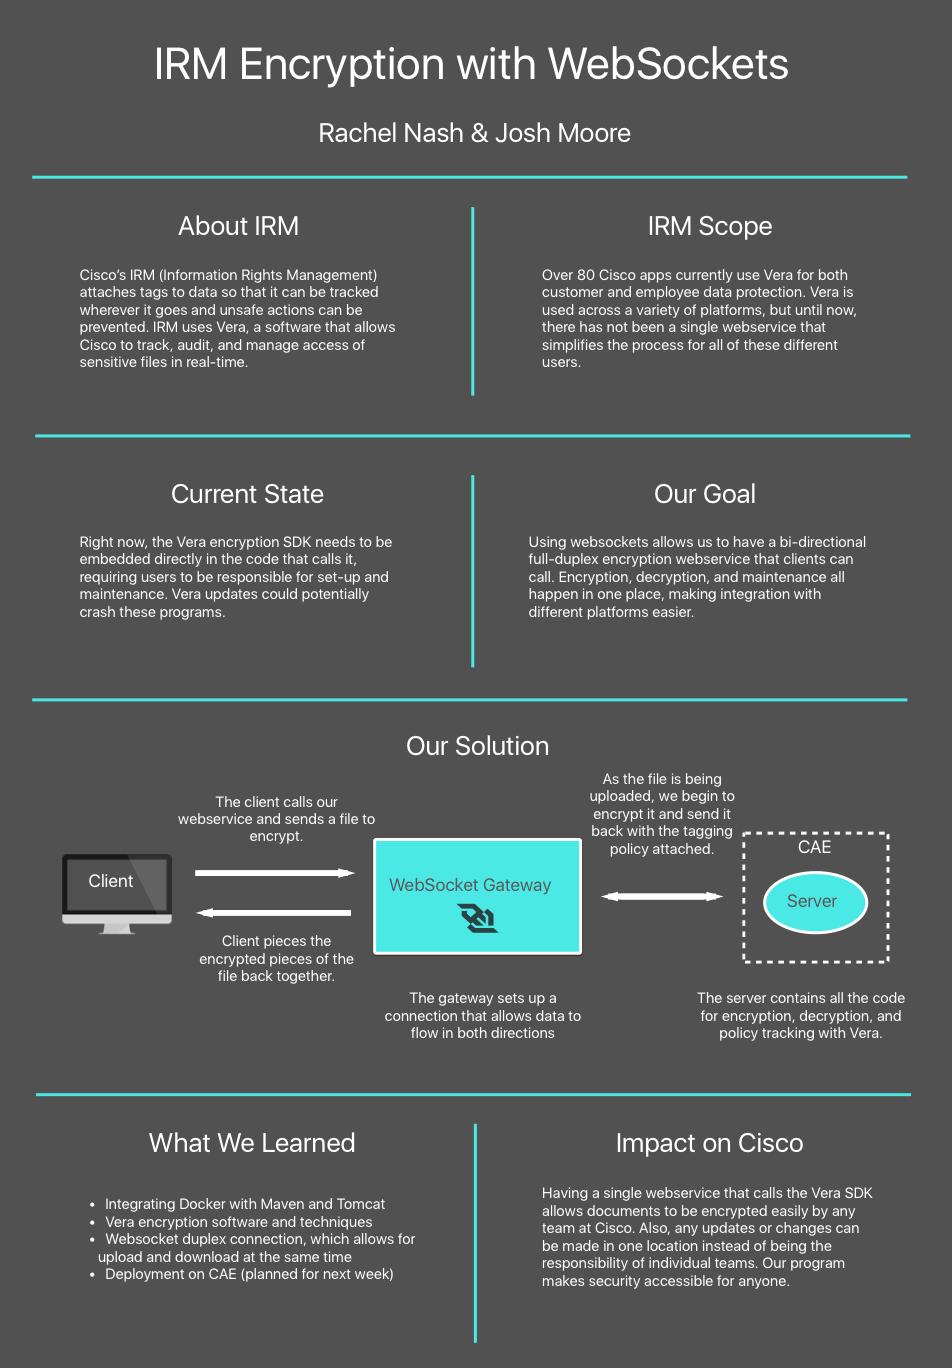 IRM Encryption with WebSockets
Rachel Nash & Josh Moore
About IRM
Cisco's IRM (Information Rights Management)
attaches tags to data so that it can be tracked
wherever it goes and unsafe actions can be
prevented. IRM uses Vera, a software that allows
Cisco to track, audit, and manage access of
sensitive files in real-time.
IRM Scope
Over 80 Cisco apps currently use Vera for both
customer and employee data protection. Vera is
used across a variety of platforms, but until now,
there has not been a single webservice that
simplifies the process for all of these different
users.
Current State
Right now, the Vera encryption SDK needs to be
embedded directly in the code that calls it,
requiring users to be responsible for set-up and
maintenance. Vera updates could potentially
crash these programs.
Our Goal
Using websockets allows us to have a bi-directional
full-duplex encryption webservice that clients can
call. Encryption, decryption, and maintenance all
happen in one place, making integration with
different platforms easier.
Our Solution
The client calls our
webservice and sends a file to
encrypt.
Client
Client pieces the
encrypted pieces of the
file back together.
WebSocket Gateway
The gateway sets up a
connection that allows data to
flow in both directions
As the file is being
uploaded, we begin to
encrypt it and send it
back with the tagging
policy attached.
CAE
Server
The server contains all the code
for encryption, decryption, and
policy tracking with Vera.
What We Learned
• Integrating Docker with Maven and Tomcat
• Vera encryption software and techniques
• Websocket duplex connection, which allows for
upload and download at the same time
• Deployment on CAE (planned for next week)
Impact on Cisco
Having a single webservice that calls the Vera SDK
allows documents to be encrypted easily by any
team at Cisco. Also, any updates or changes can
be made in one location instead of being the
responsibility of individual teams. Our program
makes security accessible for anyone.